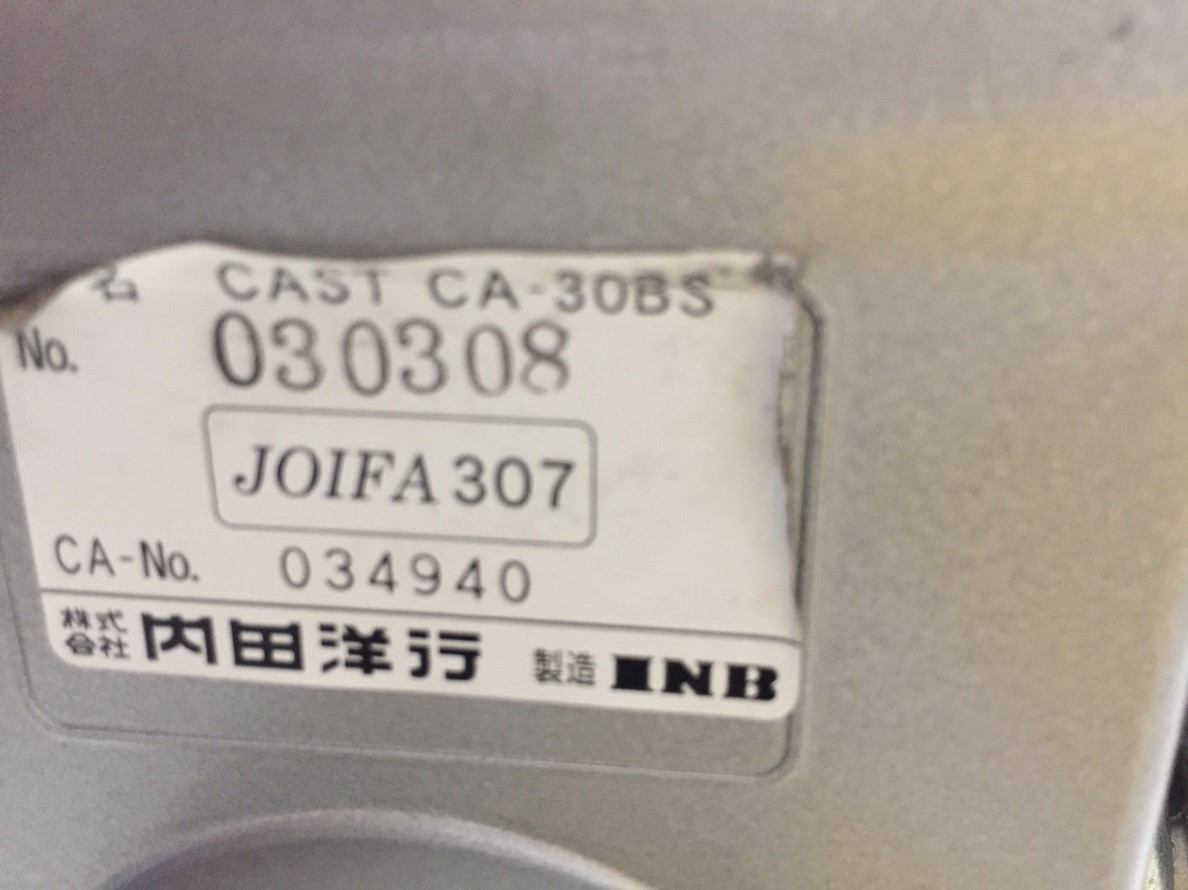 名 CAST CA-30BS
No. 030308
JOIFA 307
CA-No. 034940
株式会社 内田洋行 製造 INB